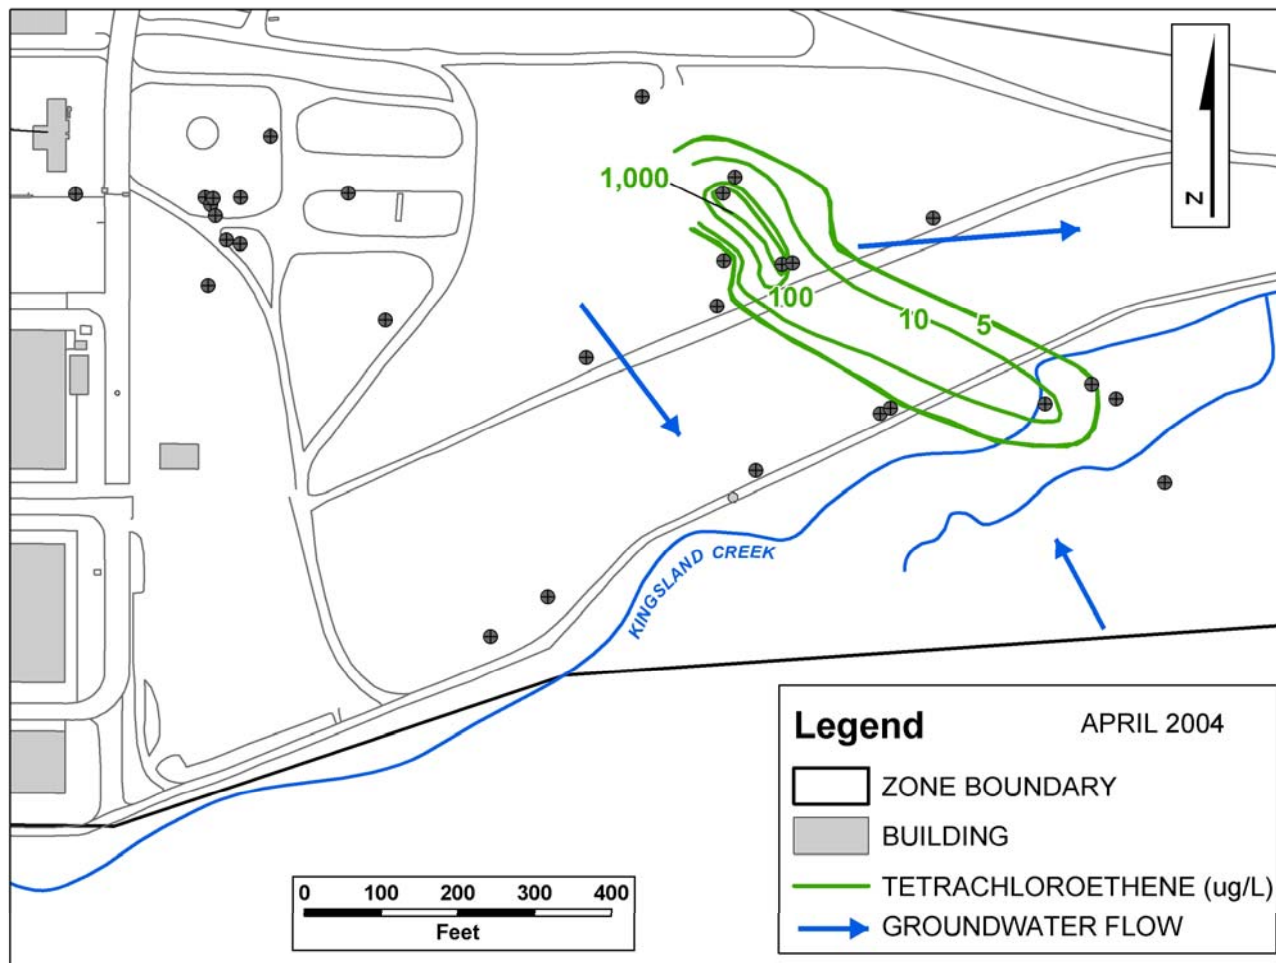 1,000
100
10
5
Z
KINGSLAND CREEK
Legend
APRIL 2004
ZONE BOUNDARY
BUILDING
TETRACHLOROETHENE (ug/L)
GROUNDWATER FLOW
0 100 200 300 400
Feet